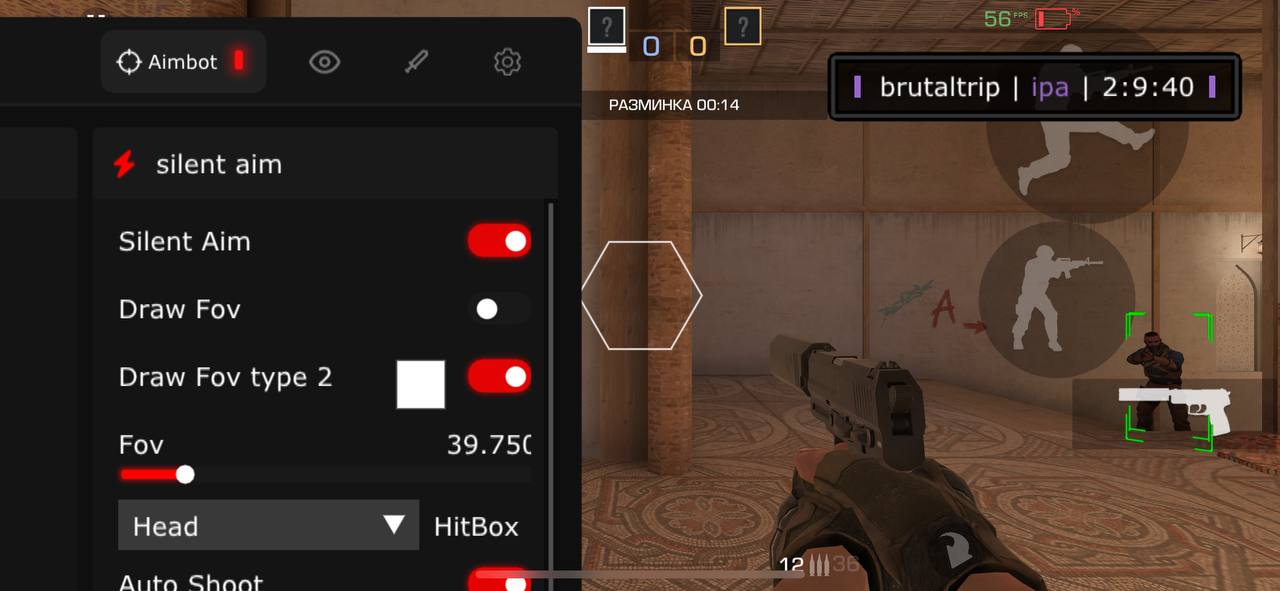 Aimbot
silent aim
Silent Aim
Draw Fov
Draw Fov type 2
Fov 39.750
Head HitBox
Auto Shoot
? 0 0 ?
РАЗМИНКА 00:14
56 FPS %
brutaltrip | ipa | 2:9:40
A
12 36